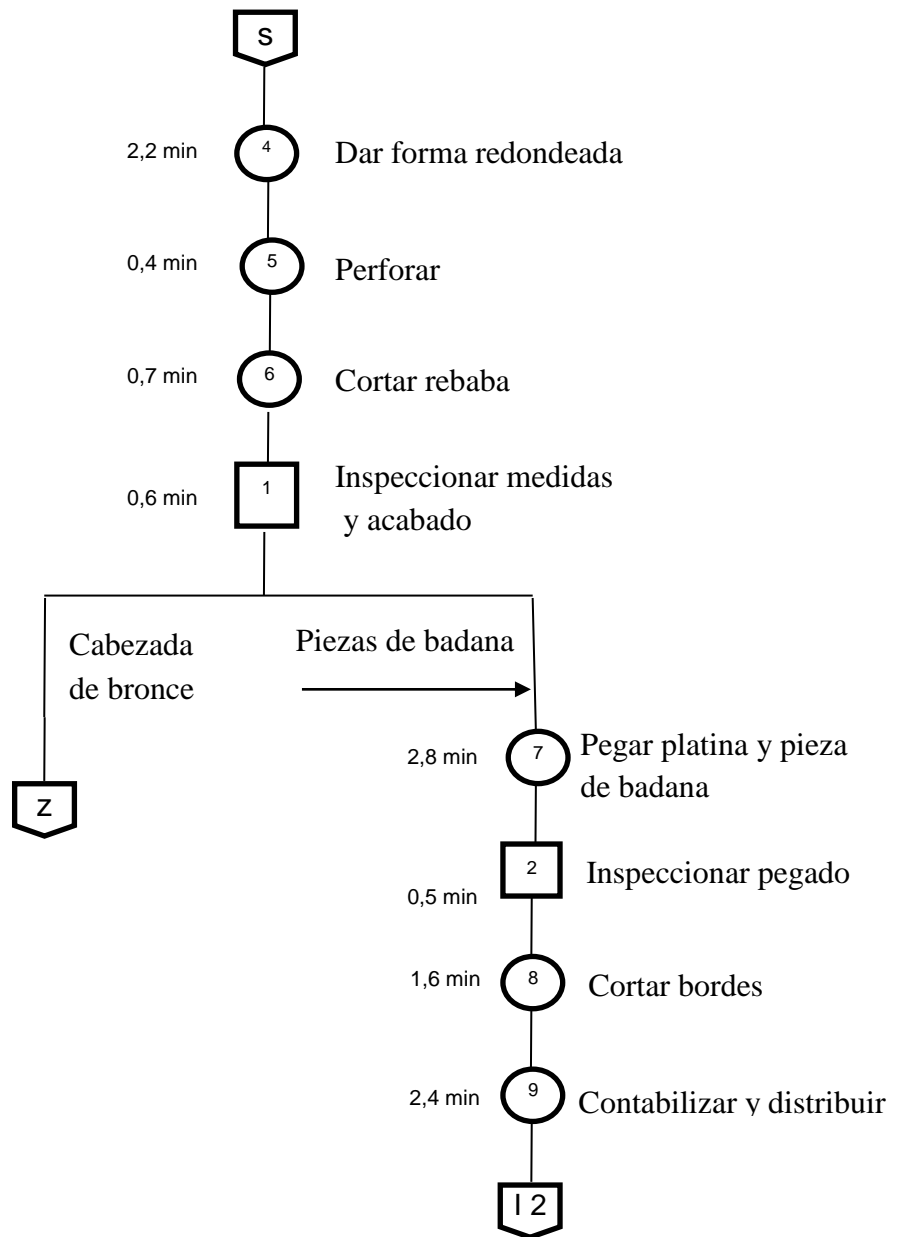 S
2,2 min
4
Dar forma redondeada
0,4 min
5
Perforar
0,7 min
6
Cortar rebaba
0,6 min
1
Inspeccionar medidas
y acabado
Cabezada
de bronce
Piezas de badana
2,8 min
7
Pegar platina y pieza
de badana
Z
0,5 min
2
Inspeccionar pegado
1,6 min
8
Cortar bordes
2,4 min
9
Contabilizar y distribuir
I 2